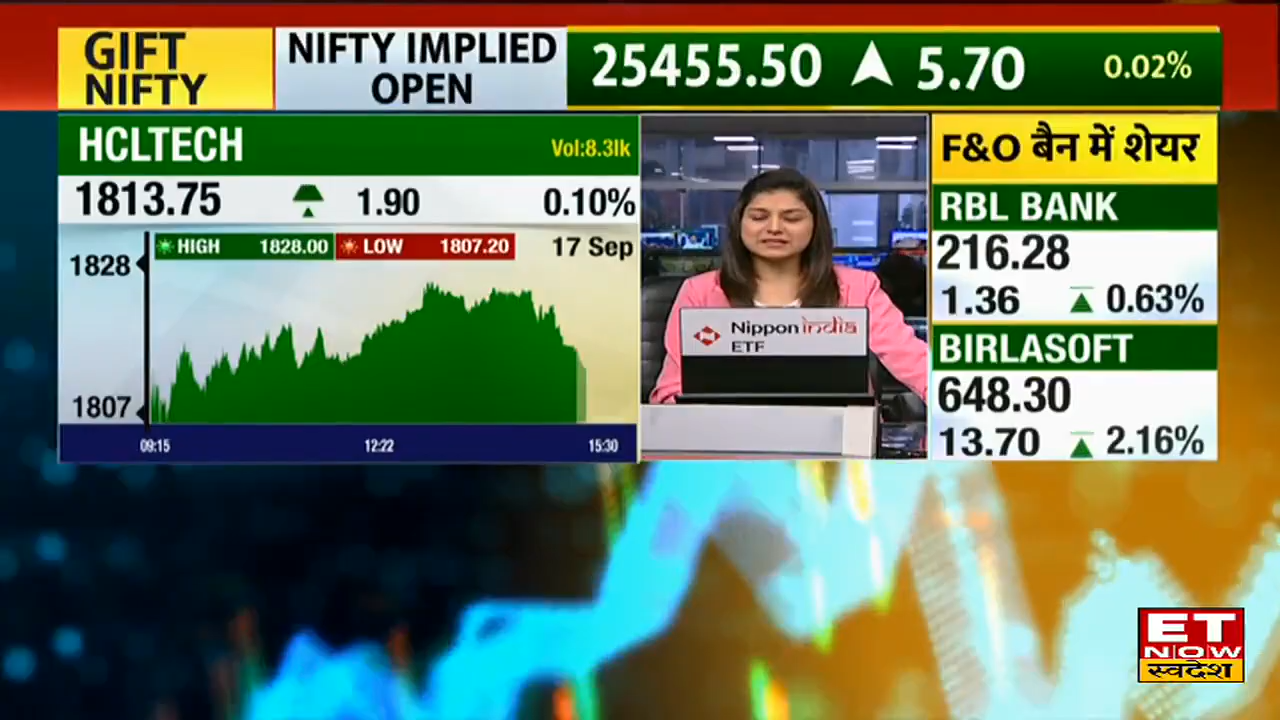 GIFT
NIFTY
NIFTY IMPLIED
OPEN
25455.50 5.70 0.02%
HCLTECH
Vol:8.3lk
1813.75 1.90 0.10%
HIGH 1828.00 LOW 1807.20
17 Sep
1828
1807
09:15 12:22 15:30
Nippon india
ETF
F&O बैन में शेयर
RBL BANK
216.28
1.36 0.63%
BIRLASOFT
648.30
13.70 2.16%
ET
NOW
स्वदेश